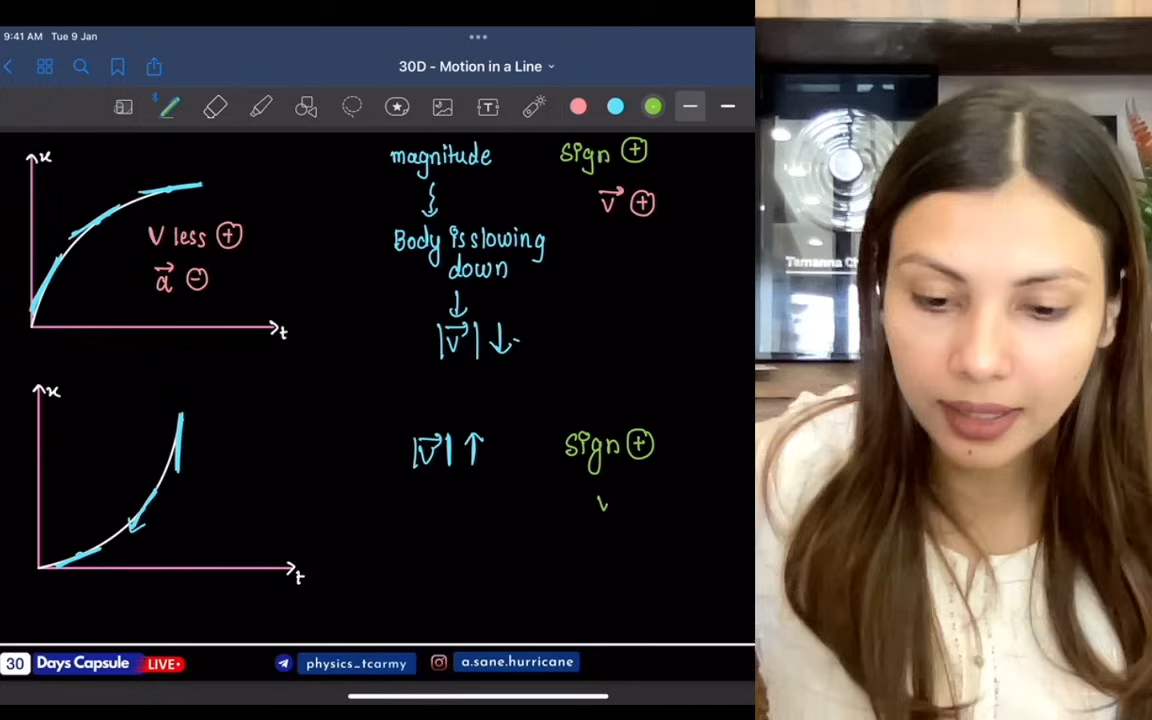 9:41 AM Tue 9 Jan
30D - Motion in a Line
x
magnitude
Sign +
v +
Body is slowing
down
V less +
a -
|v| ↓
t
x
|v| ↑
Sign +
v
t
30 Days Capsule LIVE
physics_tcarmy
a.sane.hurricane